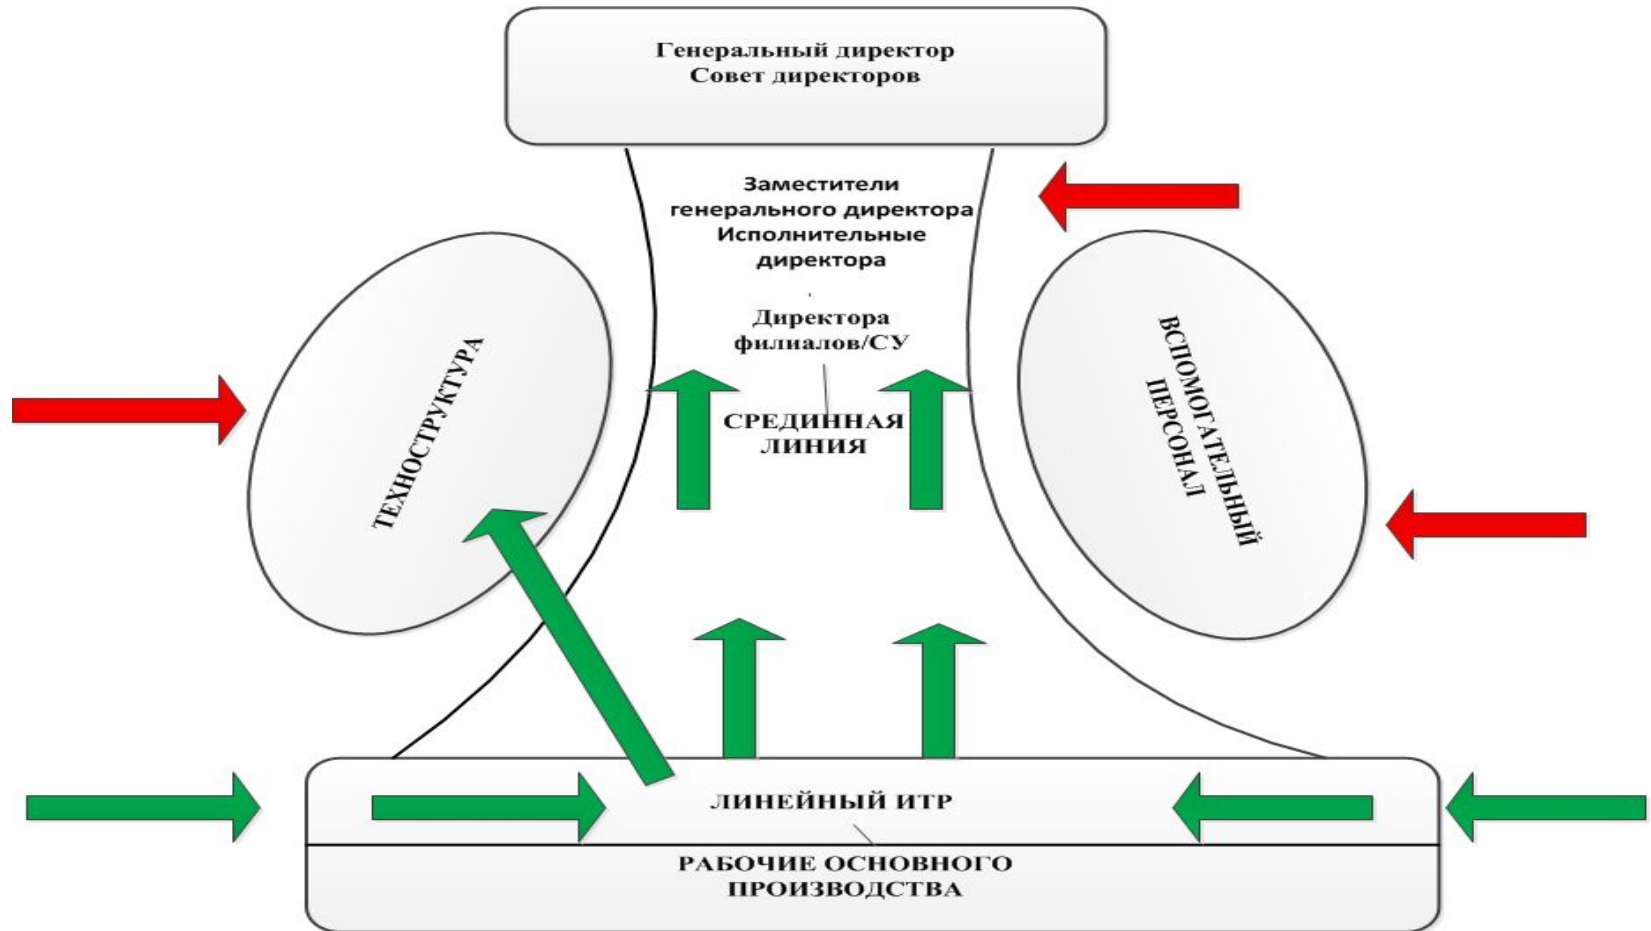 Генеральный директор
Совет директоров
Заместители
генерального директора
Исполнительные
директора
Директора
филиалов/СУ
СРЕДИННАЯ
ЛИНИЯ
ТЕХНОСТРУКТУРА
ВСПОМОГАТЕЛЬНЫЙ
ПЕРСОНАЛ
ЛИНЕЙНЫЙ ИТР
РАБОЧИЕ ОСНОВНОГО
ПРОИЗВОДСТВА